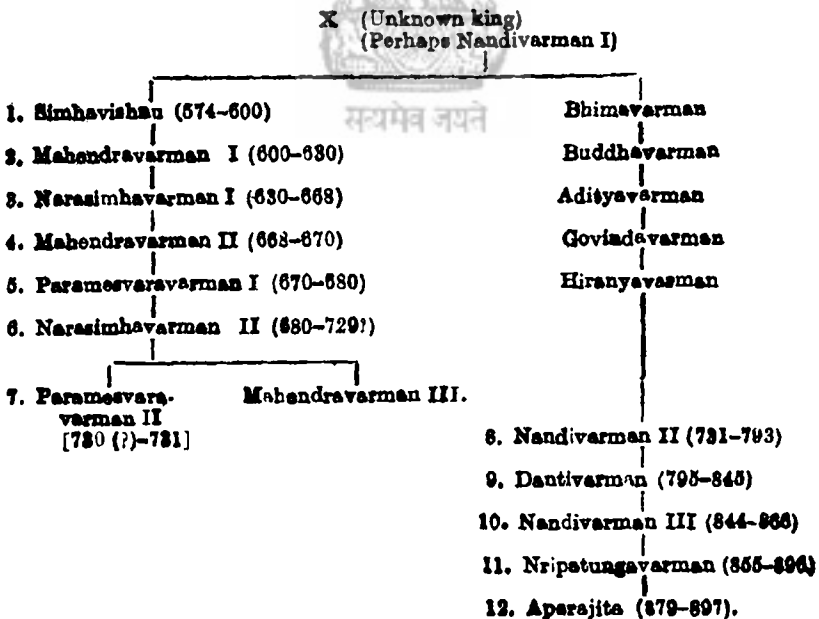 X (Unknown king)
(Perhaps Nandivarman I)
सत्यमेव जयते
1. Simhavishnu (574–600)
2. Mahendravarman I (600–630)
3. Narasimhavarman I (630–668)
4. Mahendravarman II (668–670)
5. Paramesvaravarman I (670–680)
6. Narasimhavarman II (680–729?)
7. Paramesvara-
varman II
[730 (?)–731]
Mahendravarman III.
Bhimavarman
Buddhavarman
Adityavarman
Govindavarman
Hiranyavarman
8. Nandivarman II (731–793)
9. Dantivarman (795–845)
10. Nandivarman III (844–866)
11. Nripatungavarman (855–896)
12. Aparajita (879–897).